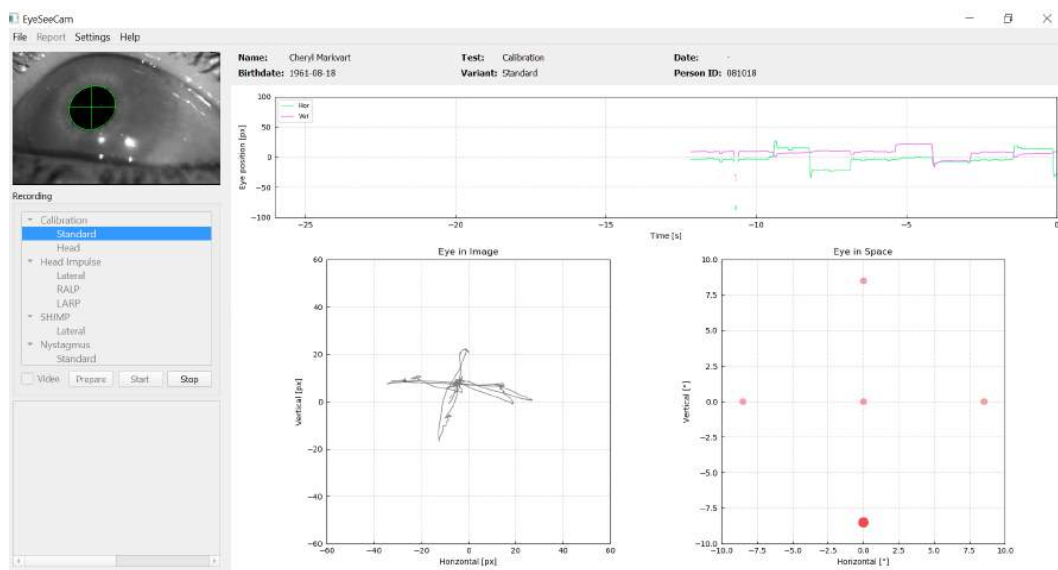 EyeSeeCam
File Report Settings Help
Name: Cheryl Markvart Test: Calibration Date: -
Birthdate: 1961-08-18 Variant: Standard Person ID: 081018
Recording
Calibration
Standard
Head
Head Impulse
Lateral
RALP
LARP
SHIMP
Lateral
Nystagmus
Standard
Video Prepare Start Stop
Eye position [px]
100
50
0
−50
−100
Hor
Ver
−25 −20 −15 −10 −5 0
Time [s]
Eye in Image
Vertical [px]
60
40
20
0
−20
−40
−60
−60 −40 −20 0 20 40 60
Horizontal [px]
Eye in Space
Vertical [°]
10.0
7.5
5.0
2.5
0.0
−2.5
−5.0
−7.5
−10.0
−10.0 −7.5 −5.0 −2.5 0.0 2.5 5.0 7.5 10.0
Horizontal [°]